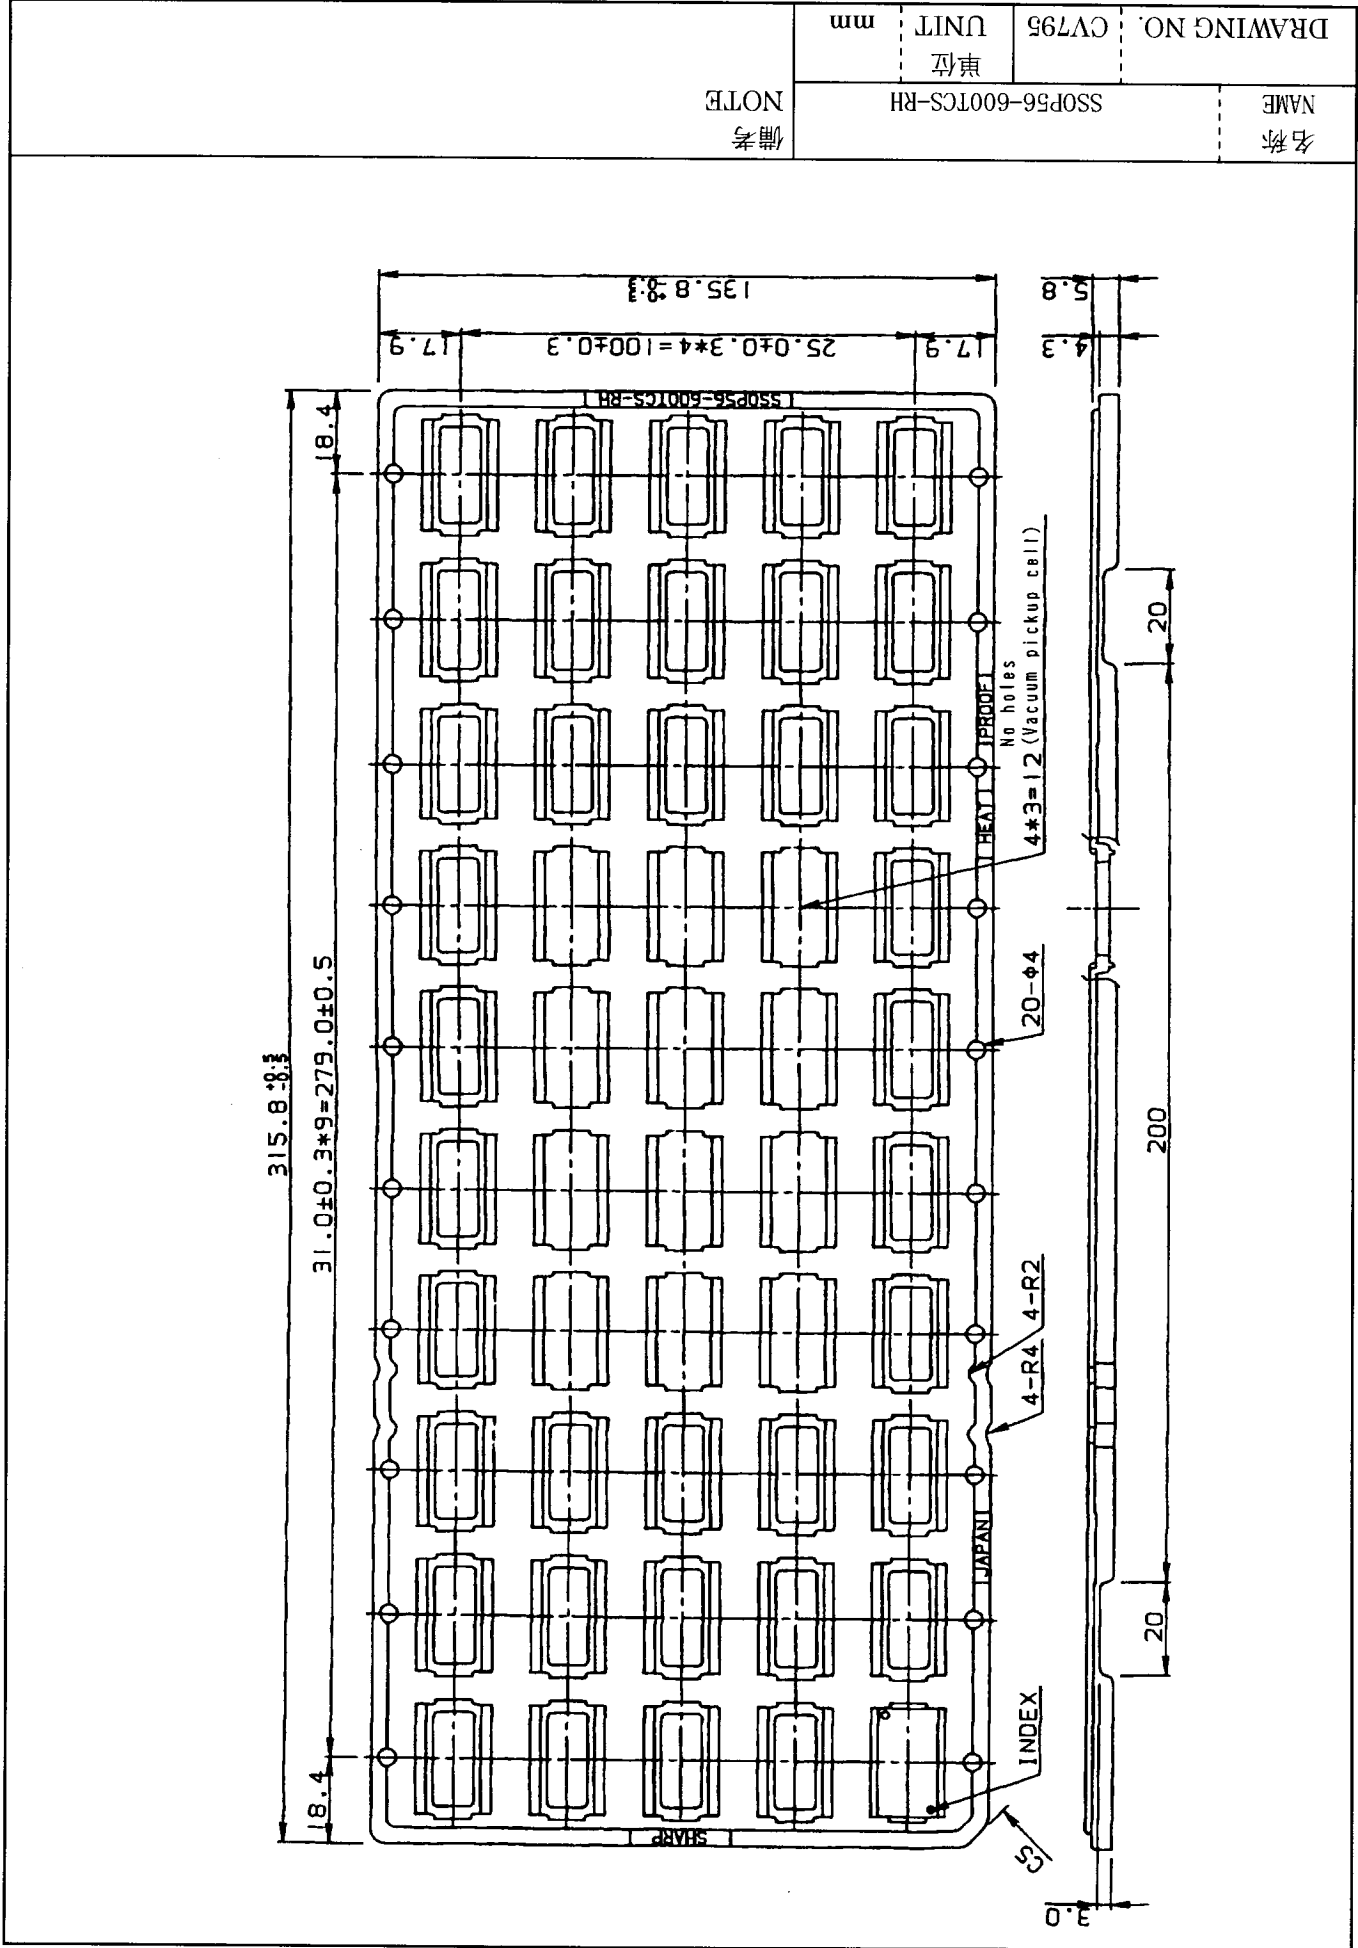 315.8 +0.5 -0.5
31.0±0.3*9=279.0±0.5
18.4
18.4
135.8 +0.3 -0.3
17.9
25.0±0.3*4=100±0.3
17.9
5.8
4.3
SSOP56-600TCS-RH
HEAT PROOF
No holes
4*3=12 (Vacuum pickup cell)
20-φ4
4-R2
4-R4
JAPAN
INDEX
C5
SHARP
20
200
20
3.0
名称
NAME
SSOP56-600TCS-RH
備考
NOTE
DRAWING NO.
CV795
単位
UNIT
mm